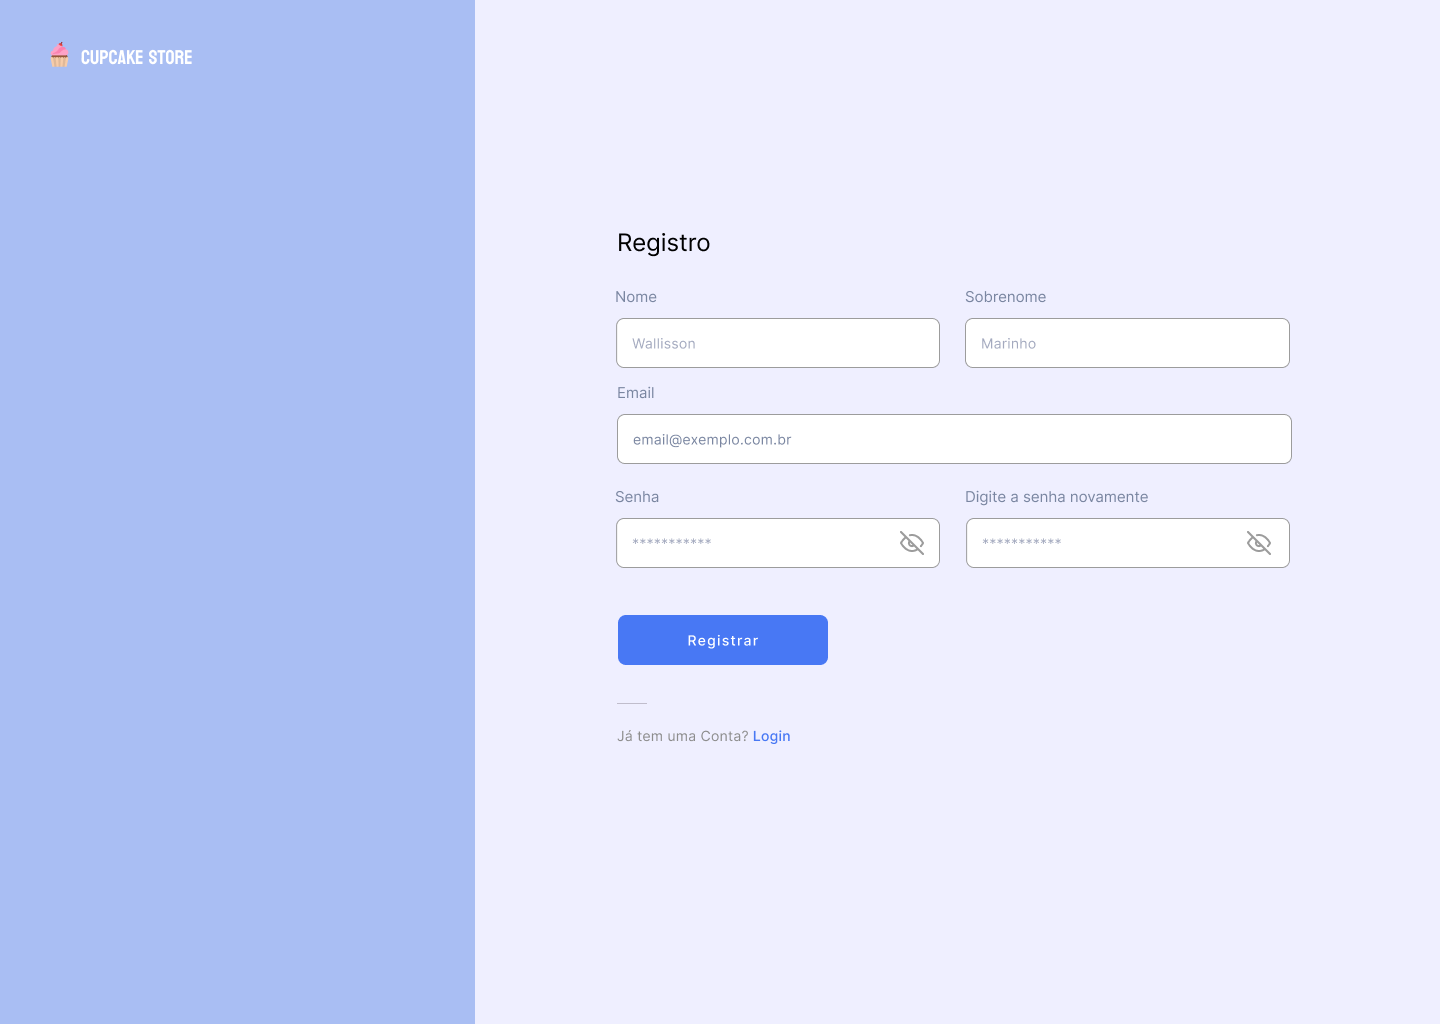 CUPCAKE STORE
Registro
Nome
Sobrenome
Wallisson
Marinho
Email
email@exemplo.com.br
Senha
Digite a senha novamente
***********
***********
Registrar
Já tem uma Conta? Login